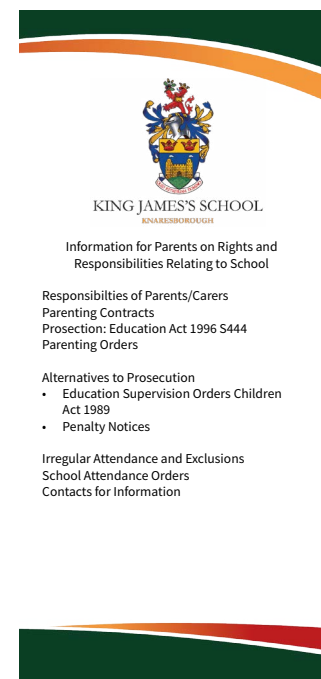 KING JAMES'S SCHOOL
KNARESBOROUGH
Information for Parents on Rights and
Responsibilities Relating to School
Responsibilties of Parents/Carers
Parenting Contracts
Prosection: Education Act 1996 S444
Parenting Orders
Alternatives to Prosecution
• Education Supervision Orders Children
Act 1989
• Penalty Notices
Irregular Attendance and Exclusions
School Attendance Orders
Contacts for Information